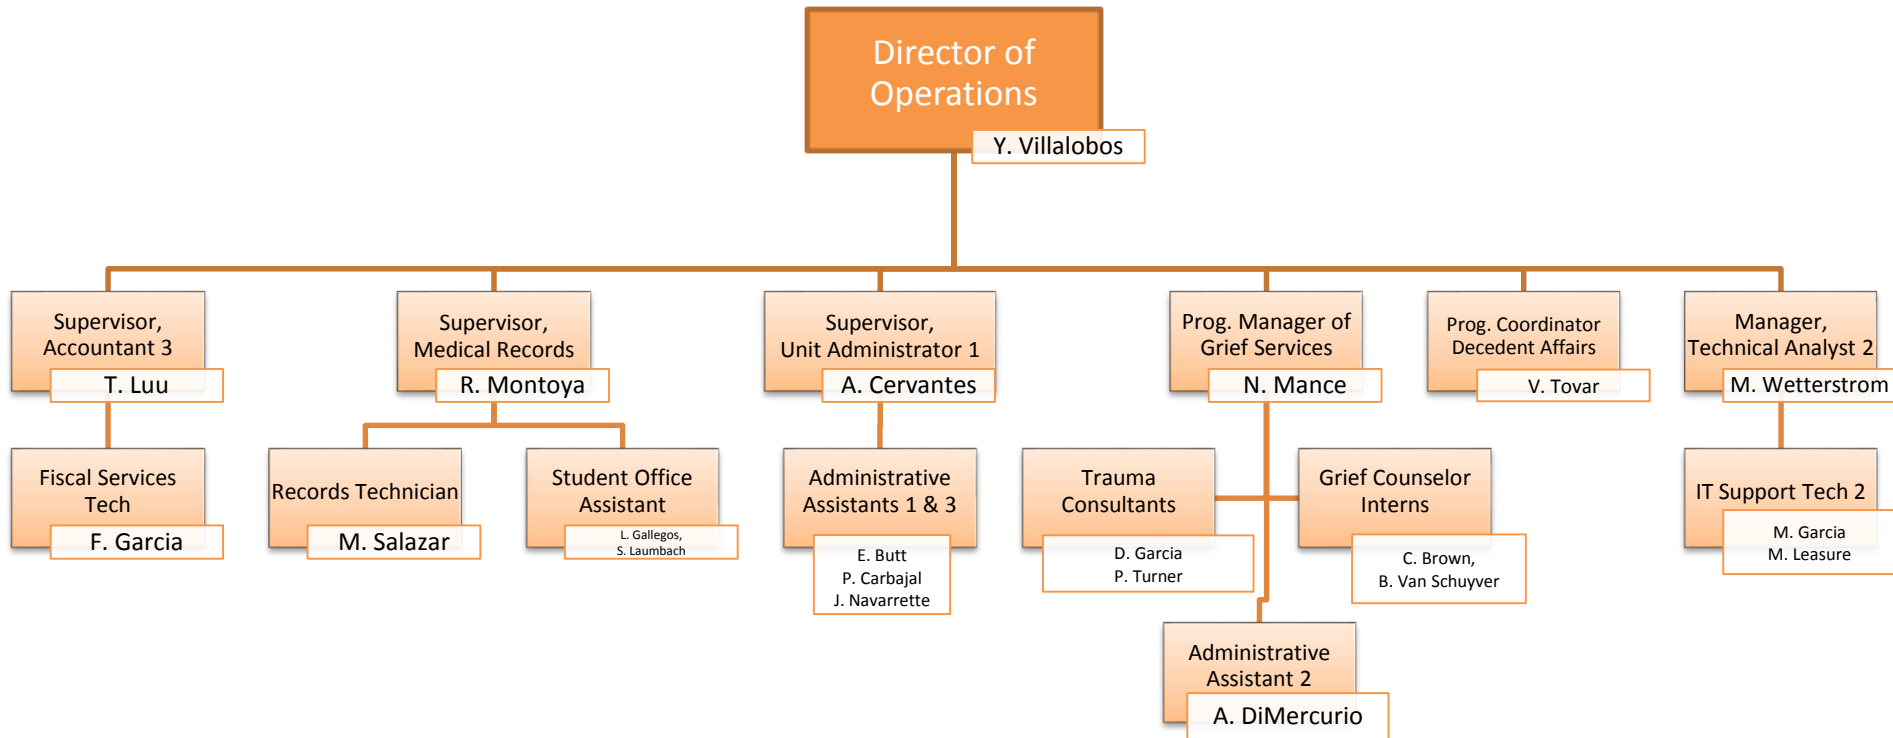 Director of
Operations
Y. Villalobos
Supervisor,
Accountant 3
T. Luu
Supervisor,
Medical Records
R. Montoya
Supervisor,
Unit Administrator 1
A. Cervantes
Prog. Manager of
Grief Services
N. Mance
Prog. Coordinator
Decedent Affairs
V. Tovar
Manager,
Technical Analyst 2
M. Wetterstrom
Fiscal Services
Tech
F. Garcia
Records Technician
M. Salazar
Student Office
Assistant
L. Gallegos,
S. Laumbach
Administrative
Assistants 1 & 3
E. Butt
P. Carbajal
J. Navarrette
Trauma
Consultants
D. Garcia
P. Turner
Grief Counselor
Interns
C. Brown,
B. Van Schuyver
IT Support Tech 2
M. Garcia
M. Leasure
Administrative
Assistant 2
A. DiMercurio